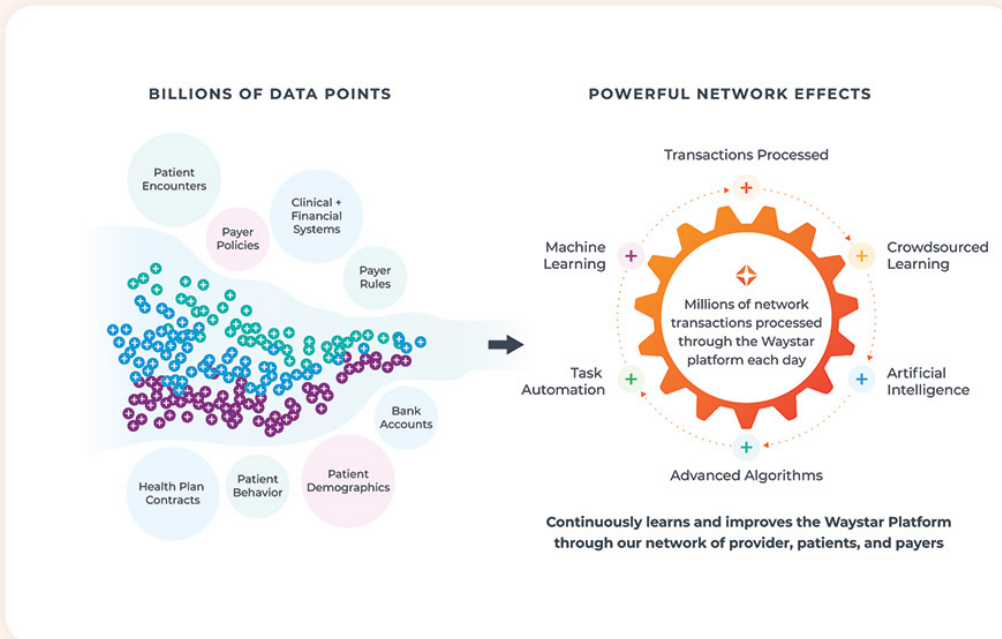 BILLIONS OF DATA POINTS
Patient
Encounters
Clinical +
Financial
Systems
Payer
Policies
Payer
Rules
Bank
Accounts
Health Plan
Contracts
Patient
Behavior
Patient
Demographics
POWERFUL NETWORK EFFECTS
Transactions Processed
Machine
Learning
Crowdsourced
Learning
Millions of network
transactions processed
through the Waystar
platform each day
Task
Automation
Artificial
Intelligence
Advanced Algorithms
Continuously learns and improves the Waystar Platform
through our network of provider, patients, and payers